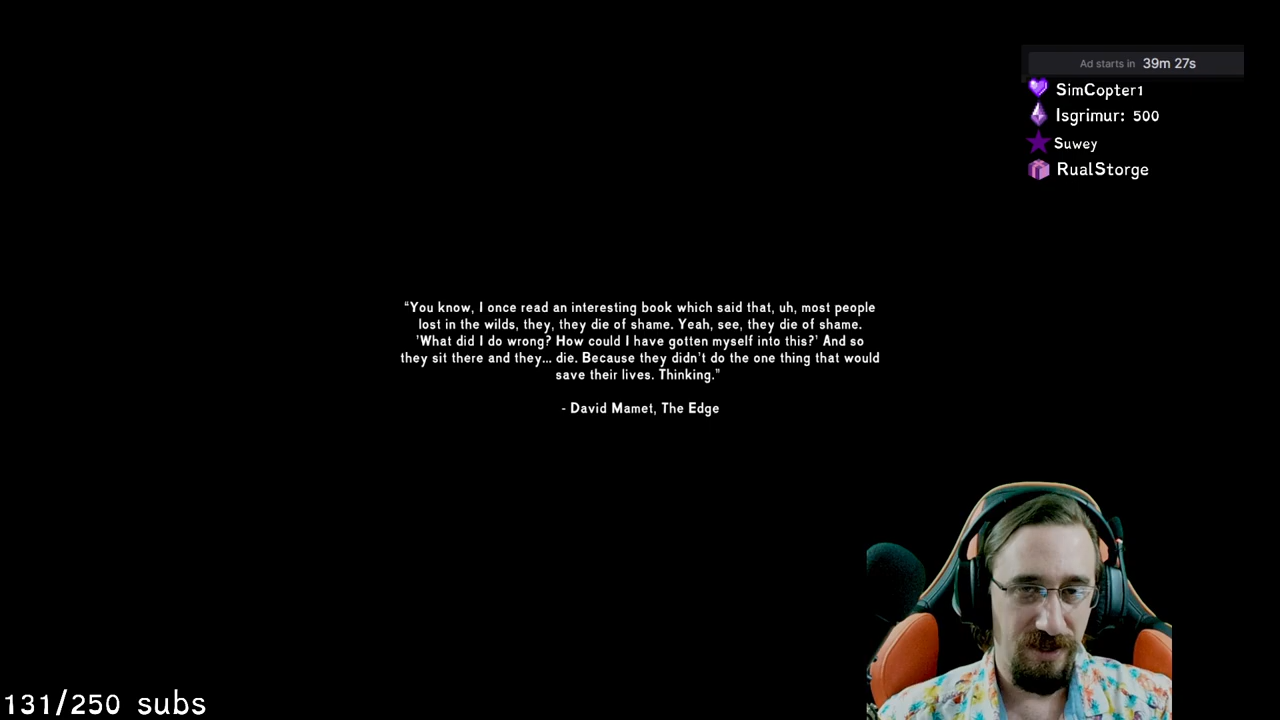 Ad starts in 39m 27s
SimCopter1
Isgrimur: 500
Suwey
RualStorge
“You know, I once read an interesting book which said that, uh, most people
lost in the wilds, they, they die of shame. Yeah, see, they die of shame.
'What did I do wrong? How could I have gotten myself into this?' And so
they sit there and they... die. Because they didn't do the one thing that would
save their lives. Thinking.”
- David Mamet, The Edge
131/250 subs